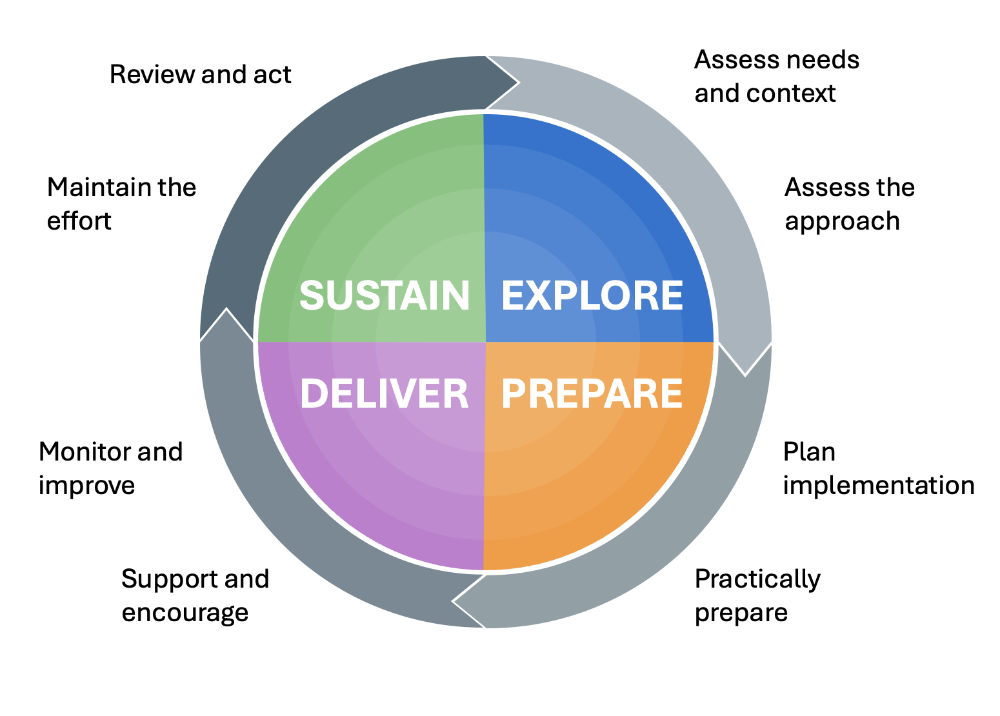 Review and act
Assess needs
and context
Maintain the
effort
Assess the
approach
SUSTAIN
EXPLORE
DELIVER
PREPARE
Monitor and
improve
Plan
implementation
Support and
encourage
Practically
prepare